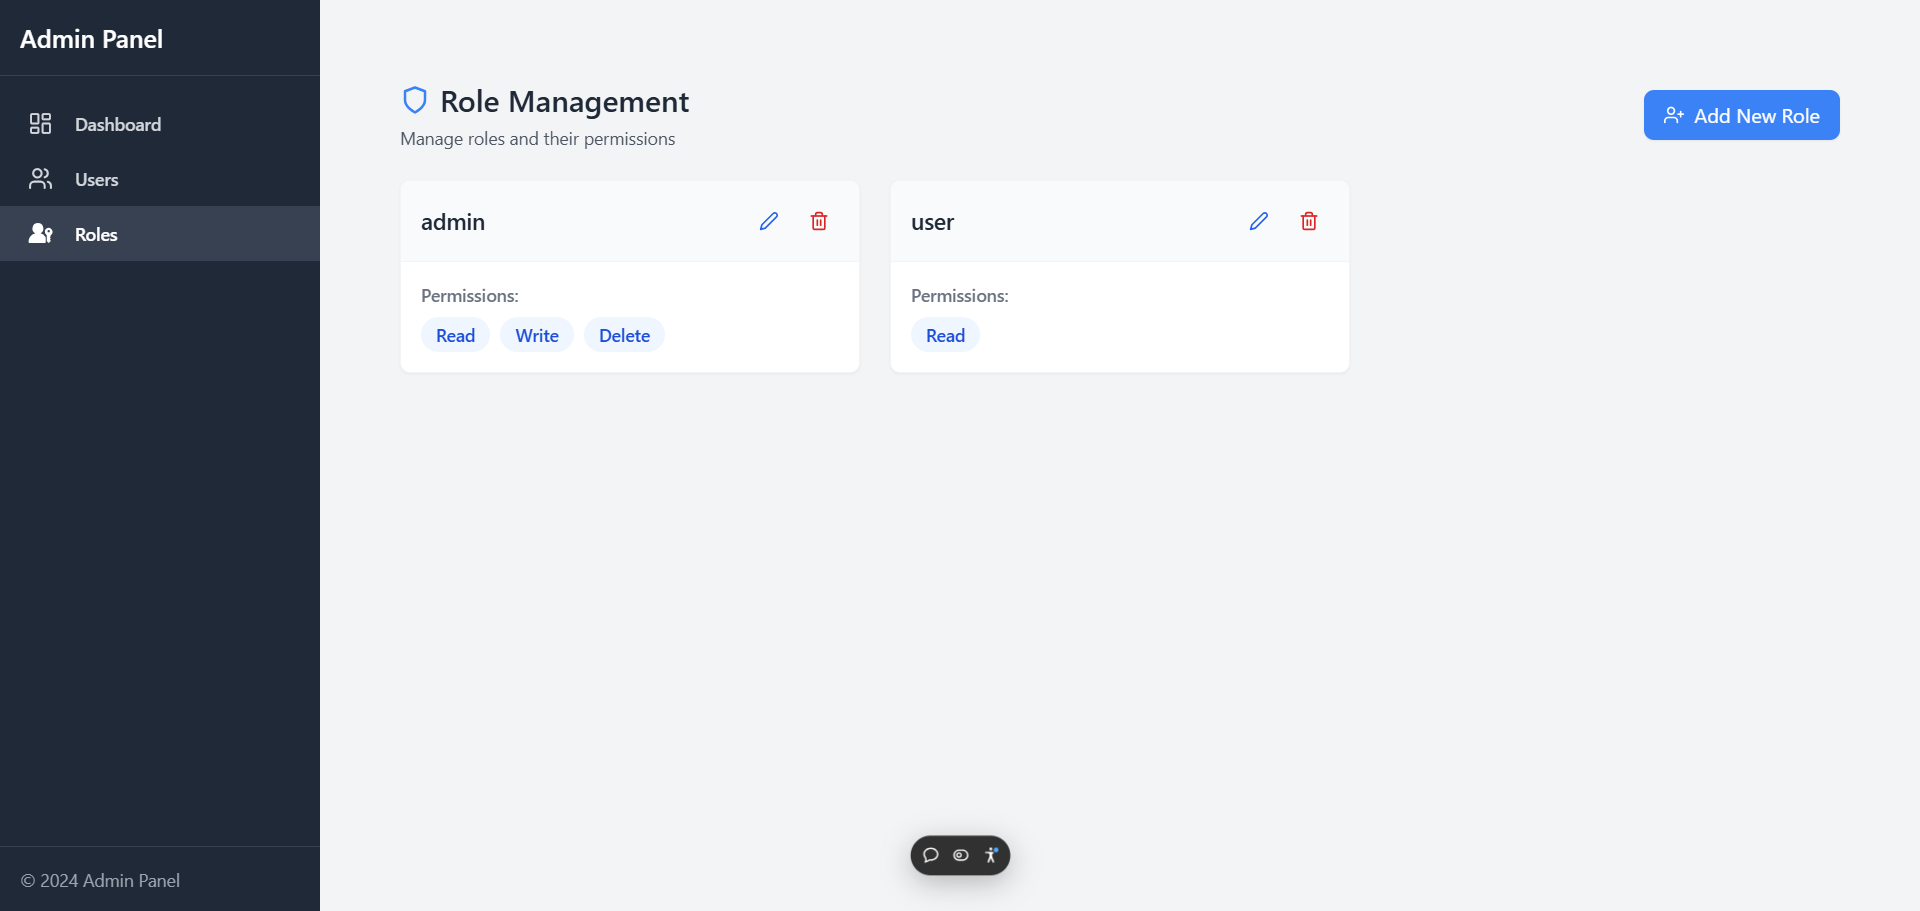 Admin Panel
Dashboard
Users
Roles
© 2024 Admin Panel
Role Management
Manage roles and their permissions
Add New Role
admin
Permissions:
Read Write Delete
user
Permissions:
Read